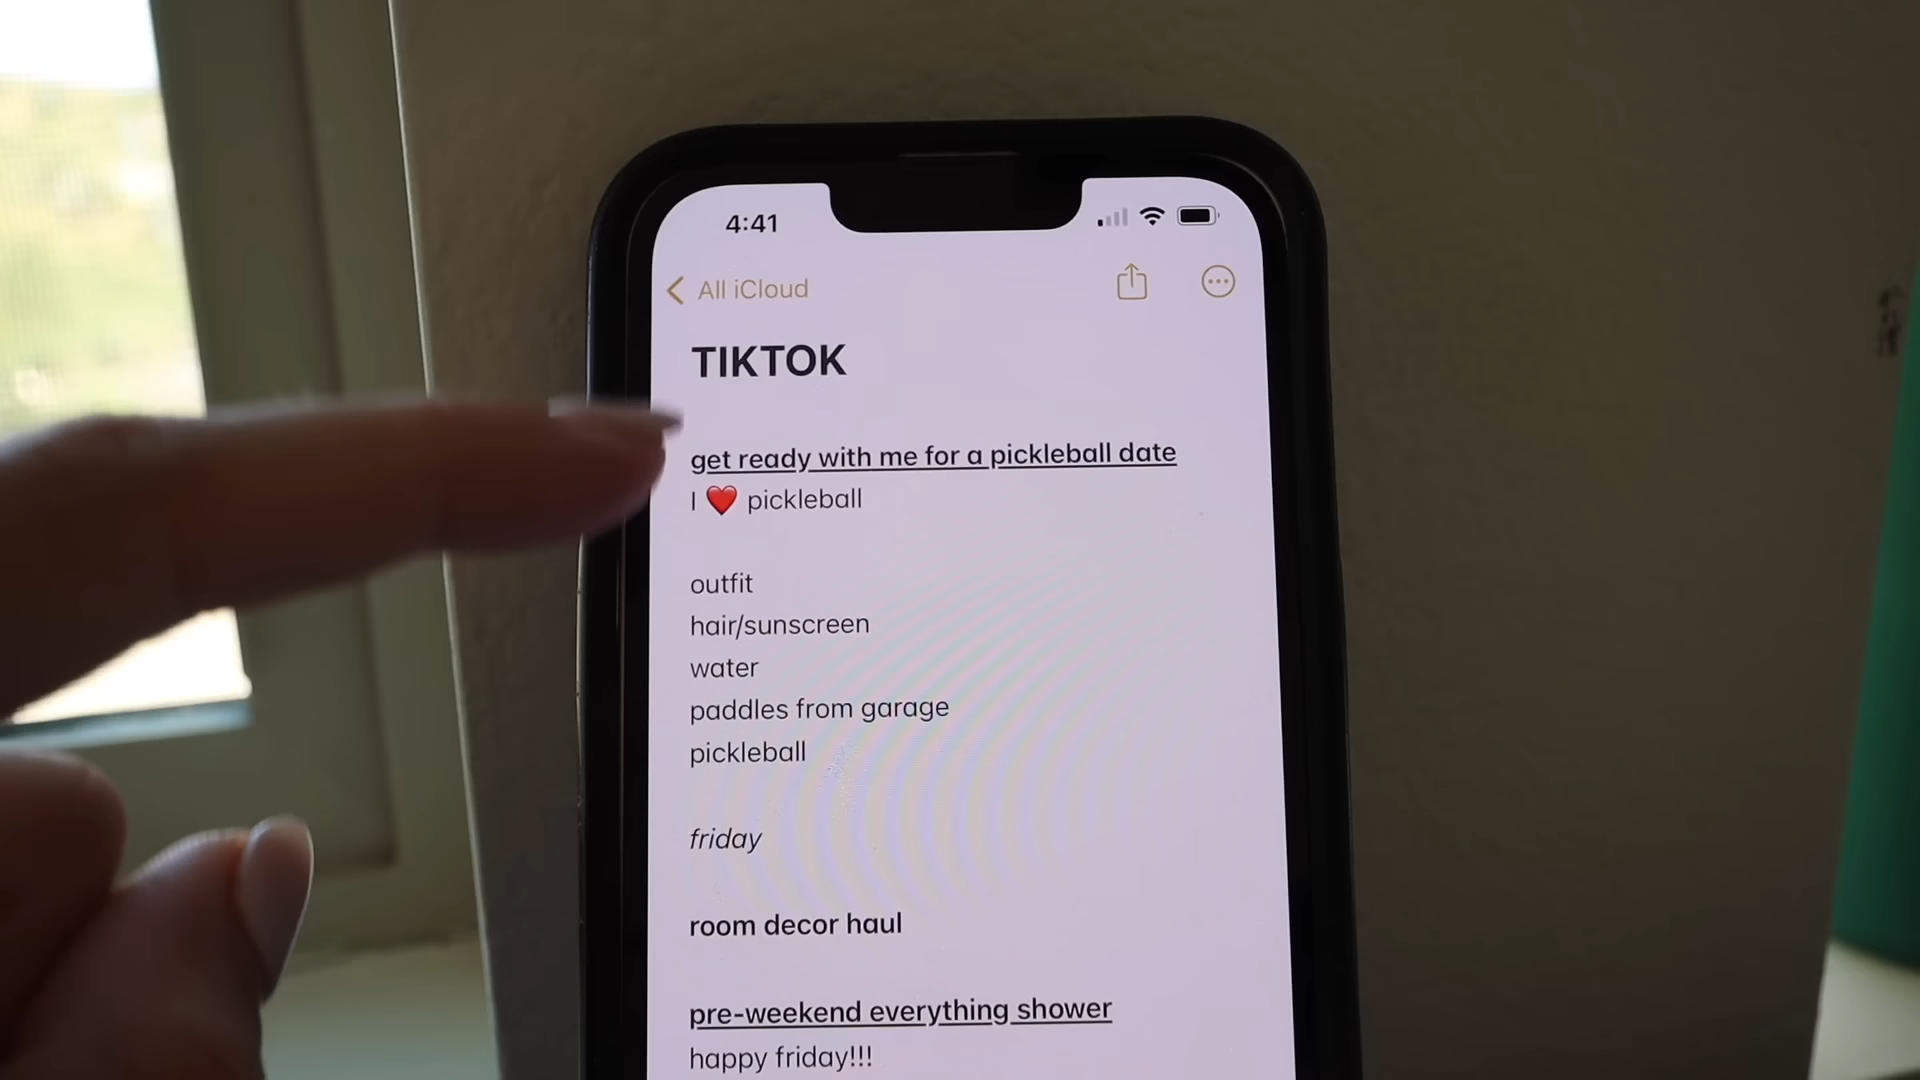 4:41
All iCloud
TIKTOK
get ready with me for a pickleball date
I ❤️ pickleball
outfit
hair/sunscreen
water
paddles from garage
pickleball
friday
room decor haul
pre-weekend everything shower
happy friday!!!